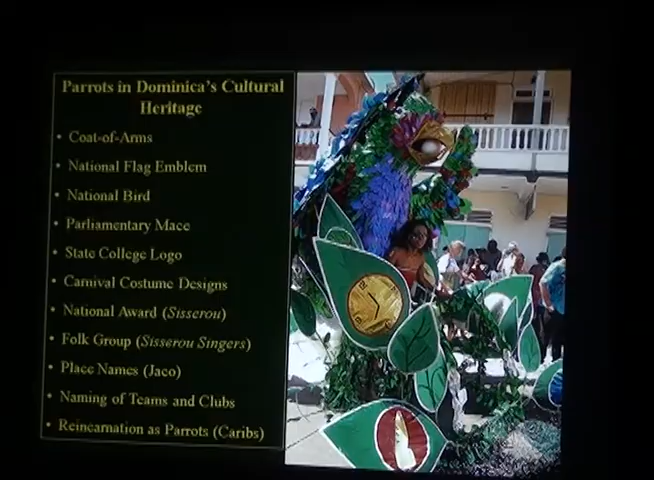 Parrots in Dominica's Cultural
Heritage
• Coat-of-Arms
• National Flag Emblem
• National Bird
• Parliamentary Mace
• State College Logo
• Carnival Costume Designs
• National Award (Sisserou)
• Folk Group (Sisserou Singers)
• Place Names (Jaco)
• Naming of Teams and Clubs
• Reincarnation as Parrots (Caribs)